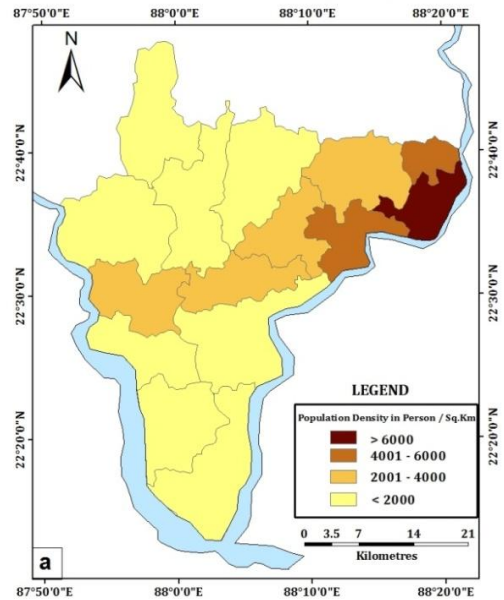 87°50'0"E 88°0'0"E 88°10'0"E 88°20'0"E
N
22°40'0"N 22°40'0"N
22°30'0"N 22°30'0"N
22°20'0"N 22°20'0"N
LEGEND
Population Density in Person / Sq.Km
> 6000
4001 - 6000
2001 - 4000
< 2000
0 3.5 7 14 21
Kilometres
a
87°50'0"E 88°0'0"E 88°10'0"E 88°20'0"E